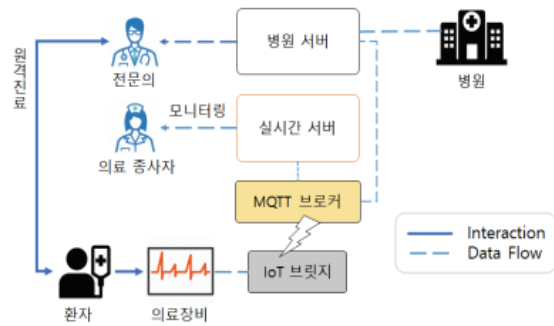 병원 서버
전문의
병원
원격진료
모니터링
실시간 서버
의료 종사자
MQTT 브로커
Interaction
Data Flow
IoT 브릿지
환자
의료장비